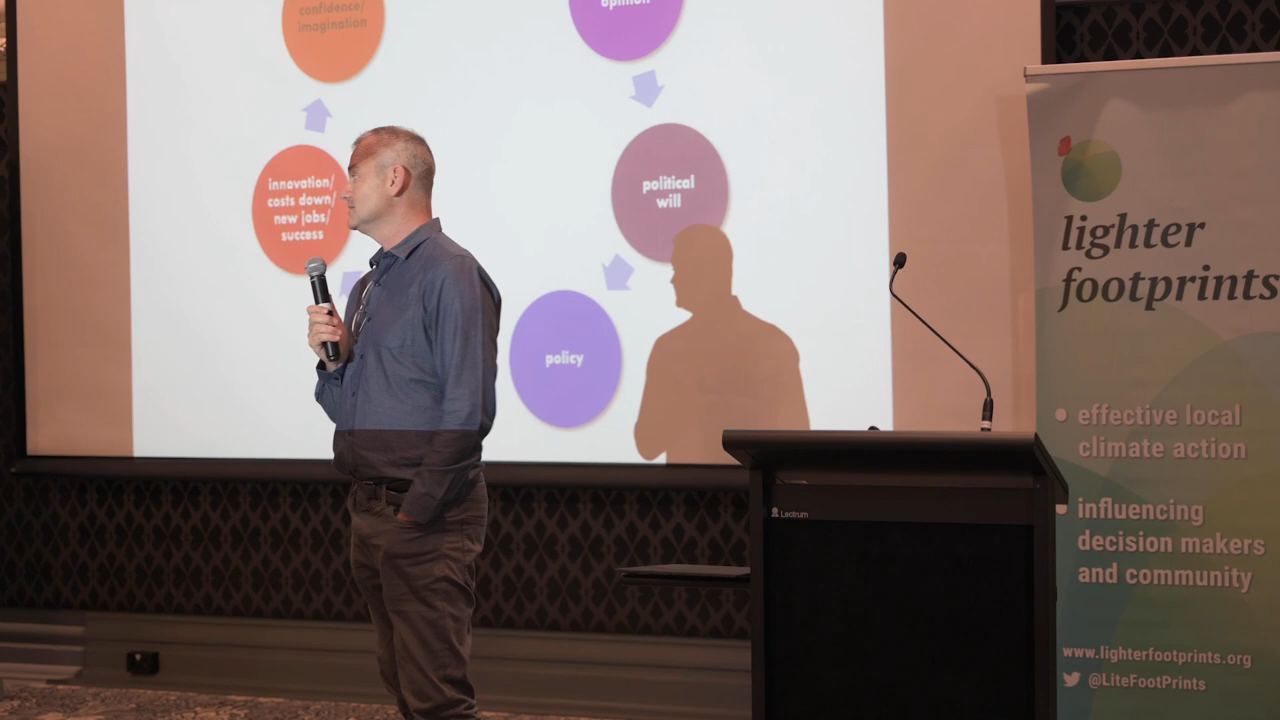 confidence/
imagination
opinion
innovation/
costs down/
new jobs/
success
political
will
policy
Lectrum
lighter
footprints
effective local
climate action
influencing
decision makers
and community
www.lighterfootprints.org
@LiteFootPrints